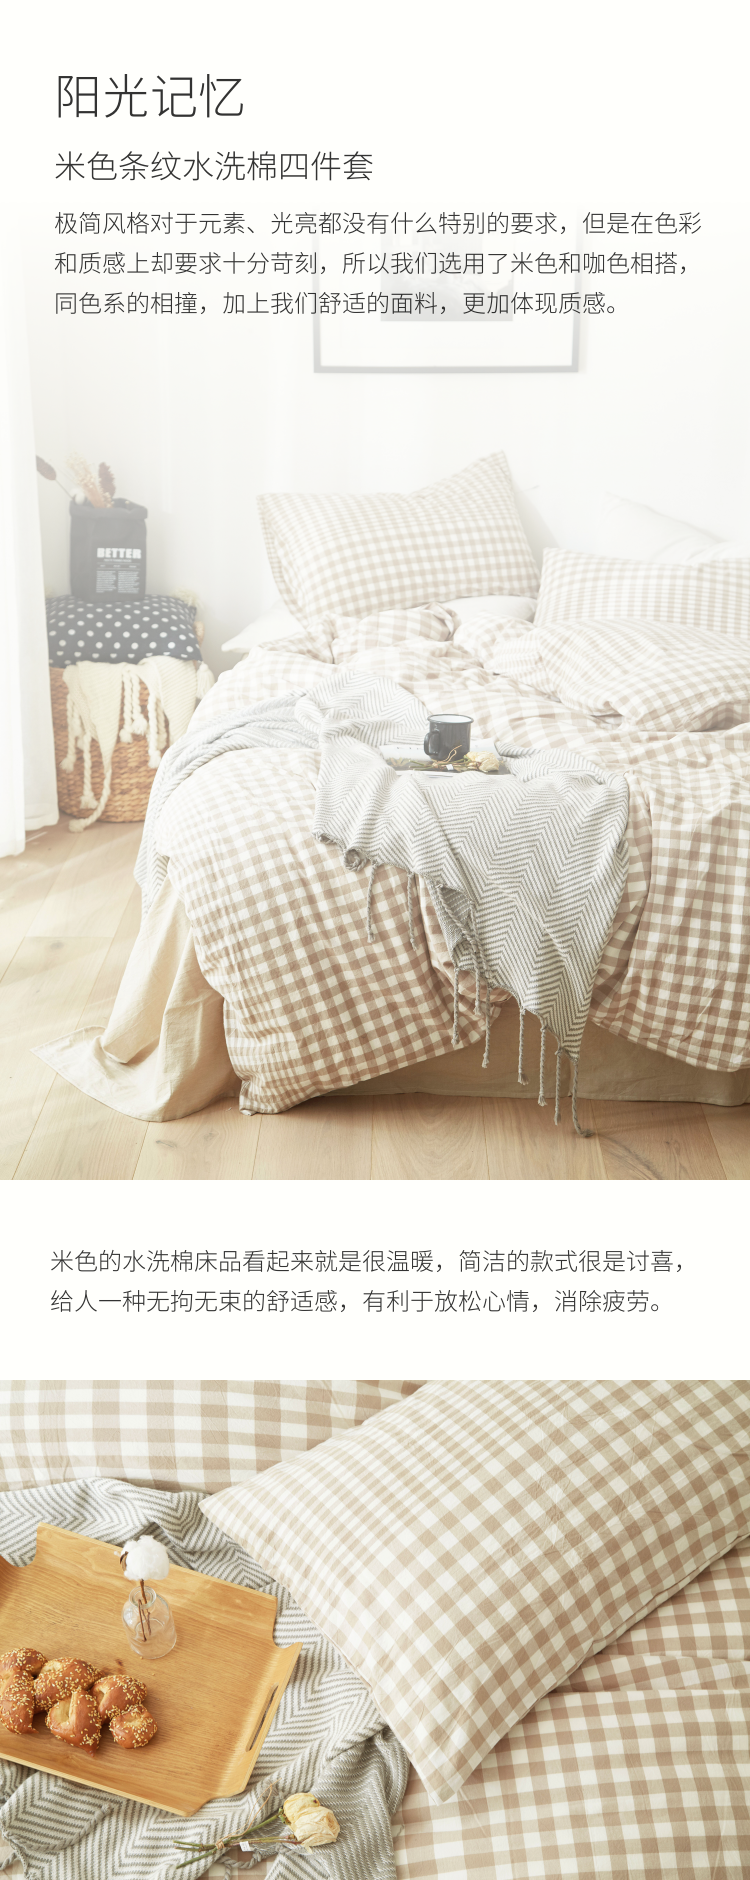 阳光记忆
米色条纹水洗棉四件套
极简风格对于元素、光亮都没有什么特别的要求，但是在色彩
和质感上却要求十分苛刻，所以我们选用了米色和咖色相搭，
同色系的相撞，加上我们舒适的面料，更加体现质感。
BETTER
米色的水洗棉床品看起来就是很温暖，简洁的款式很是讨喜，
给人一种无拘无束的舒适感，有利于放松心情，消除疲劳。